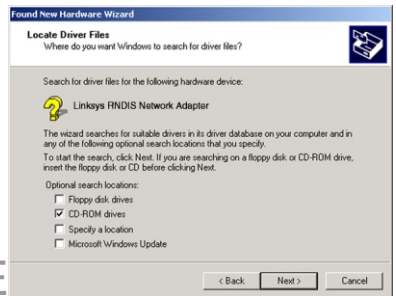 Found New Hardware Wizard
Locate Driver Files
Where do you want Windows to search for driver files?
Search for driver files for the following hardware device:
Linksys RNDIS Network Adapter
The wizard searches for suitable drivers in its driver database on your computer and in
any of the following optional search locations that you specify.
To start the search, click Next. If you are searching on a floppy disk or CD-ROM drive,
insert the floppy disk or CD before clicking Next.
Optional search locations:
Floppy disk drives
CD-ROM drives
Specify a location
Microsoft Windows Update
< Back Next > Cancel